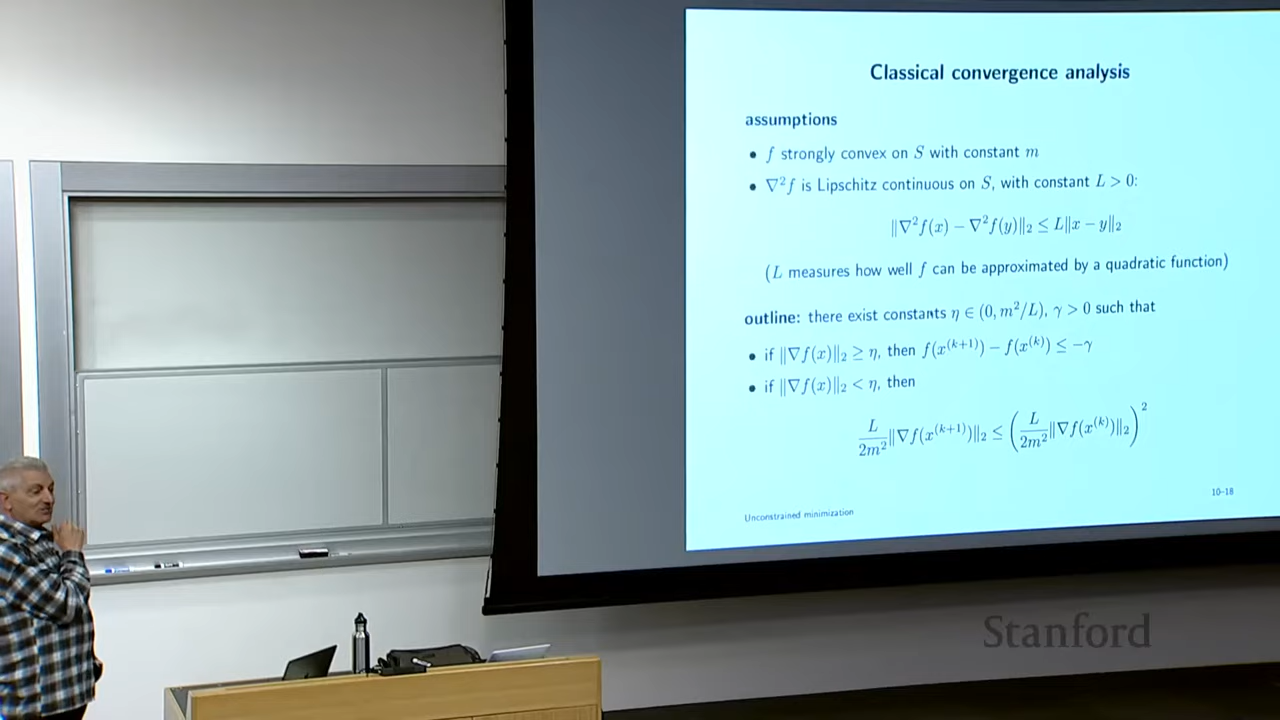 Classical convergence analysis
assumptions
• f strongly convex on S with constant m
• ∇²f is Lipschitz continuous on S, with constant L > 0:
‖∇²f(x) − ∇²f(y)‖₂ ≤ L‖x − y‖₂
(L measures how well f can be approximated by a quadratic function)
outline: there exist constants η ∈ (0, m²/L), γ > 0 such that
• if ‖∇f(x)‖₂ ≥ η, then f(x⁽ᵏ⁺¹⁾) − f(x⁽ᵏ⁾) ≤ −γ
• if ‖∇f(x)‖₂ < η, then
L/2m² ‖∇f(x⁽ᵏ⁺¹⁾)‖₂ ≤ (L/2m² ‖∇f(x⁽ᵏ⁾)‖₂)²
Unconstrained minimization
10–18
Stanford